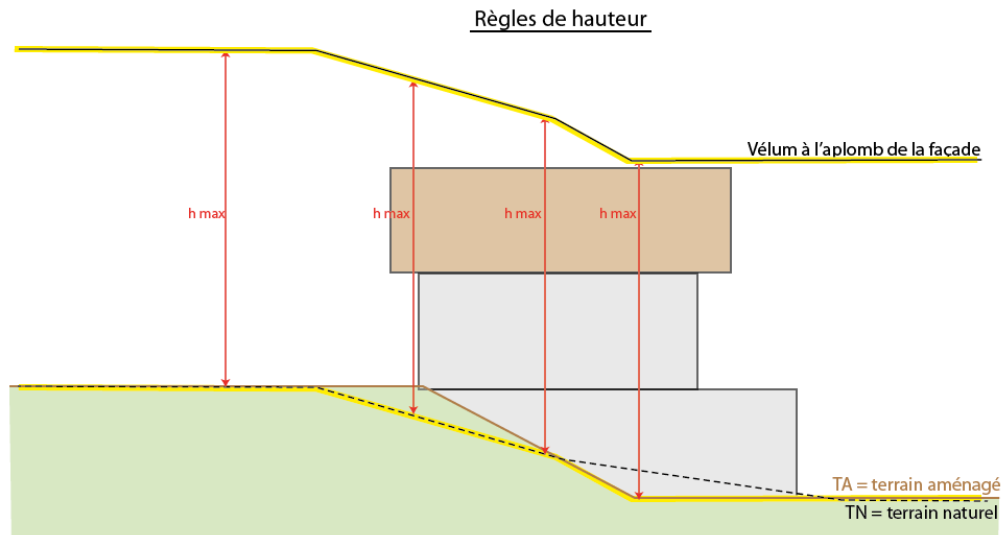 Règles de hauteur
Vélum à l'aplomb de la façade
h max
h max
h max
h max
TA = terrain aménagé
TN = terrain naturel